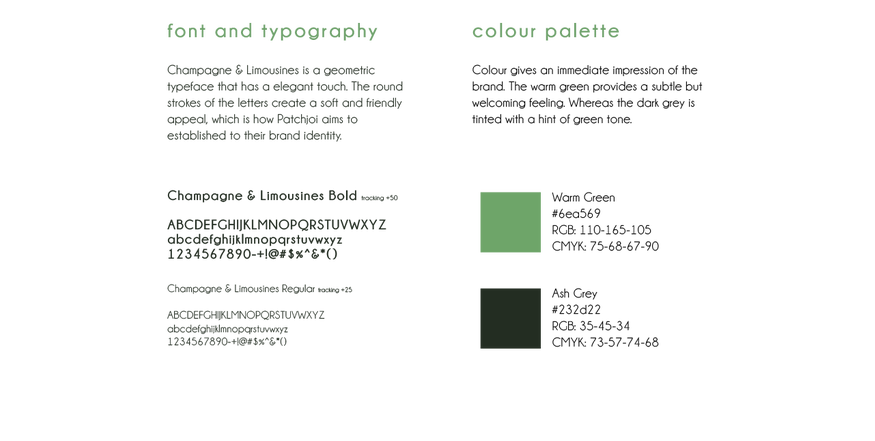 font and typography
Champagne & Limousines is a geometric
typeface that has a elegant touch. The round
strokes of the letters create a soft and friendly
appeal, which is how Patchjoi aims to
established to their brand identity.
Champagne & Limousines Bold tracking +50
ABCDEFGHIJKLMNOPQRSTUVWXYZ
abcdefghijklmnopqrstuvwxyz
1234567890-+!@#$%^&*()
Champagne & Limousines Regular tracking +25
ABCDEFGHIJKLMNOPQRSTUVWXYZ
abcdefghijklmnopqrstuvwxyz
1234567890-+!@#$%^&*()
colour palette
Colour gives an immediate impression of the
brand. The warm green provides a subtle but
welcoming feeling. Whereas the dark grey is
tinted with a hint of green tone.
Warm Green
#6ea569
RGB: 110-165-105
CMYK: 75-68-67-90
Ash Grey
#232d22
RGB: 35-45-34
CMYK: 73-57-74-68